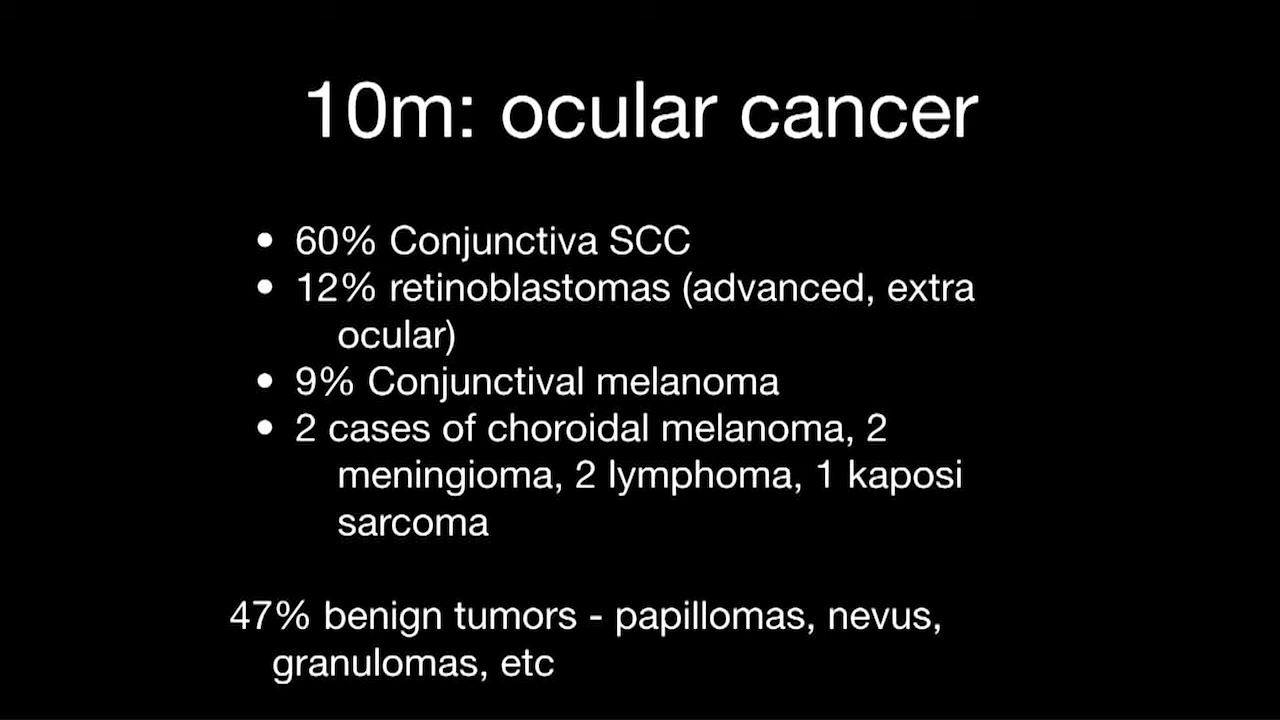 10m: ocular cancer
• 60% Conjunctiva SCC
• 12% retinoblastomas (advanced, extra
ocular)
• 9% Conjunctival melanoma
• 2 cases of choroidal melanoma, 2
meningioma, 2 lymphoma, 1 kaposi
sarcoma
47% benign tumors - papillomas, nevus,
granulomas, etc